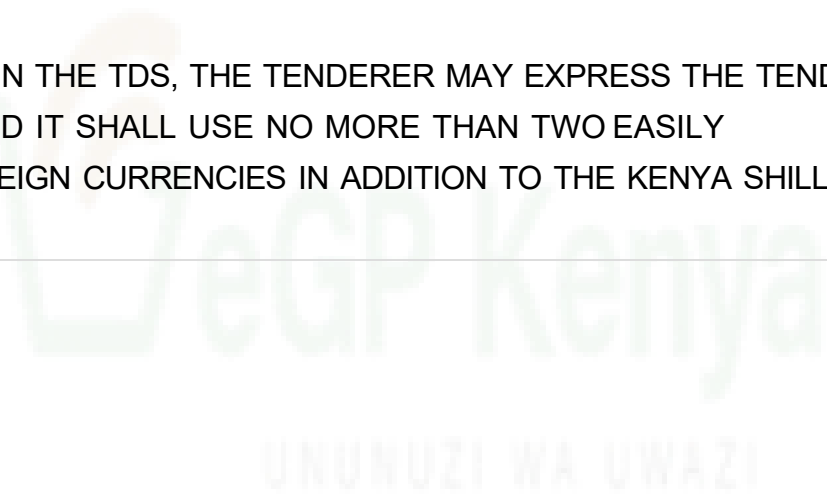 N THE TDS, THE TENDERER MAY EXPRESS THE TEND
D IT SHALL USE NO MORE THAN TWO EASILY
EIGN CURRENCIES IN ADDITION TO THE KENYA SHILL
eGP Kenya
UNUNUZI WA UWAZI